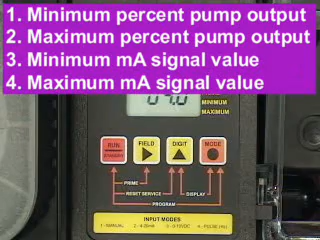 1. Minimum percent pump output
2. Maximum percent pump output
3. Minimum mA signal value
4. Maximum mA signal value
MINIMUM
MAXIMUM
RUN FIELD DIGIT MODE
STANDBY
PRIME
RESET SERVICE DISPLAY
PROGRAM
INPUT MODES
1 - MANUAL 2 - 4-20mA 3 - 0-10VDC 4 - PULSE (Hz)